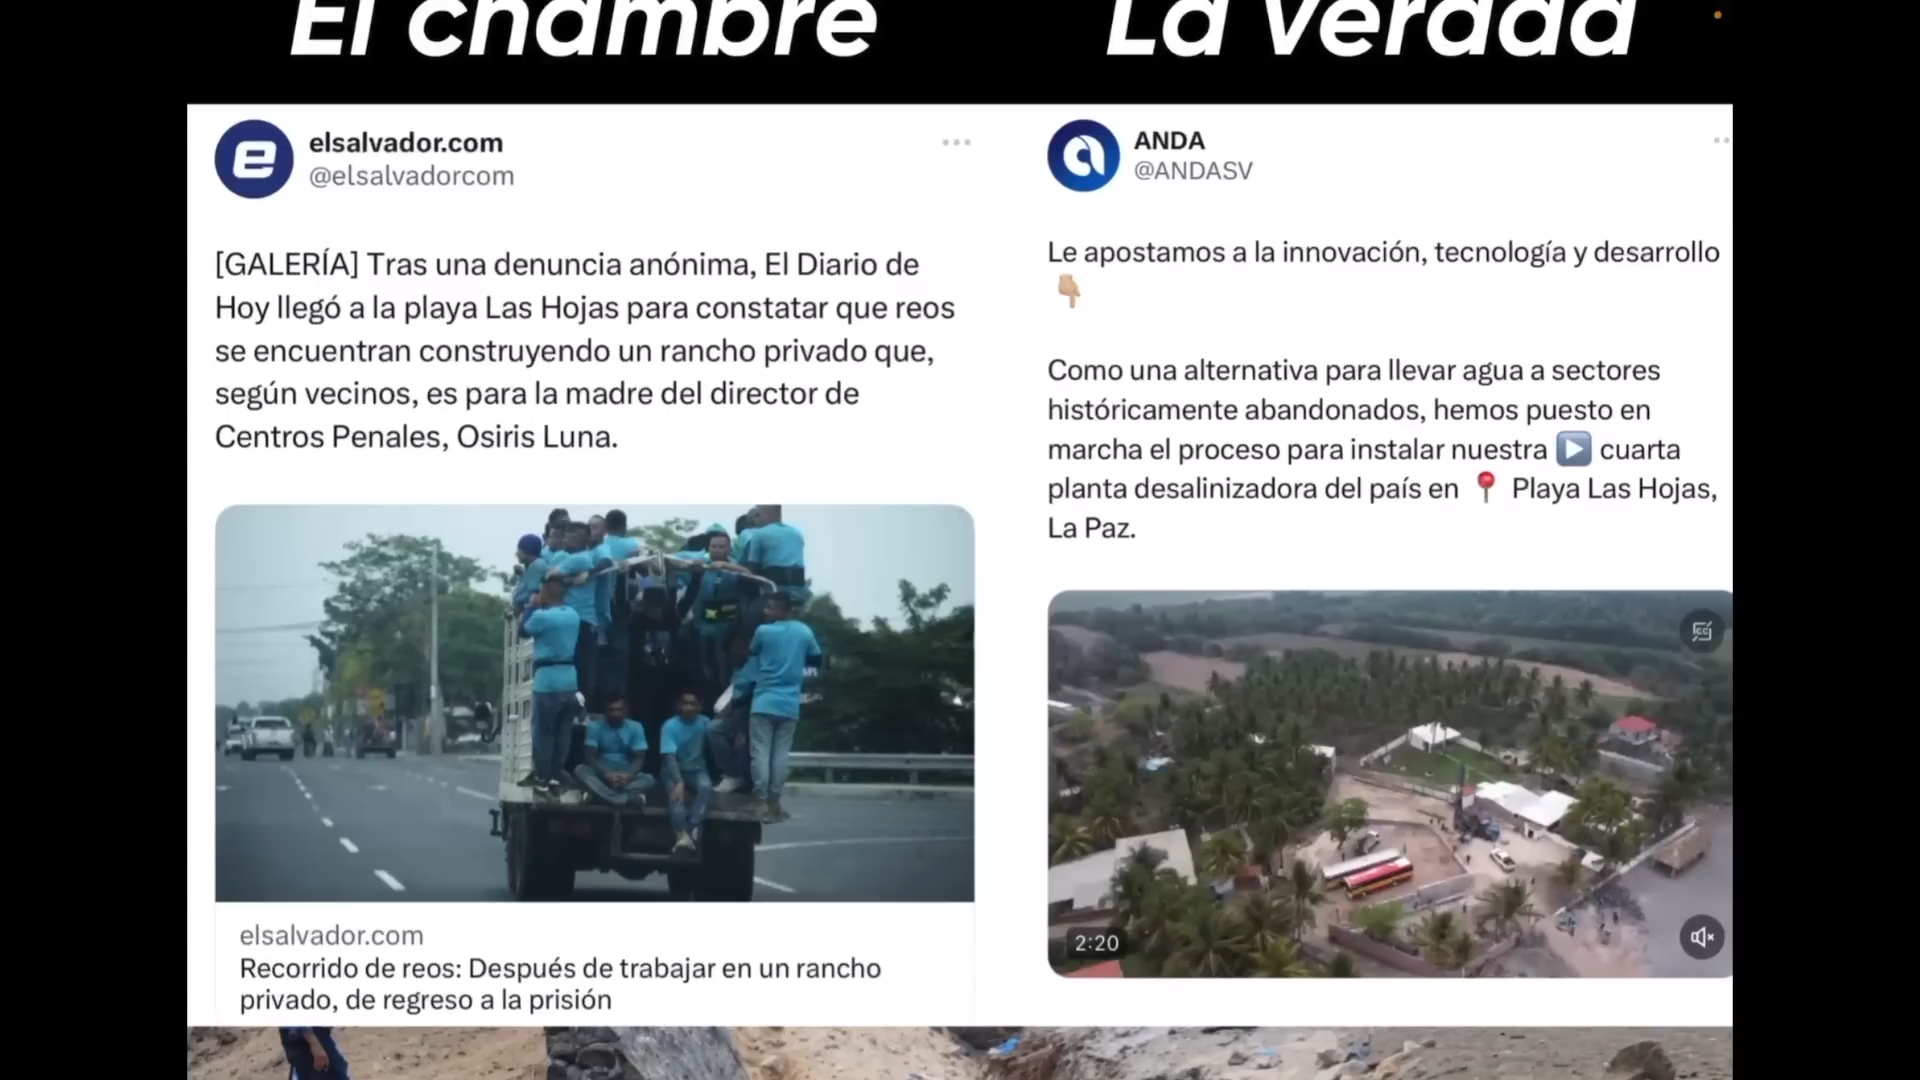 El chambre
La verdad
elsalvador.com
@elsalvadorcom
[GALERÍA] Tras una denuncia anónima, El Diario de
Hoy llegó a la playa Las Hojas para constatar que reos
se encuentran construyendo un rancho privado que,
según vecinos, es para la madre del director de
Centros Penales, Osiris Luna.
elsalvador.com
Recorrido de reos: Después de trabajar en un rancho
privado, de regreso a la prisión
ANDA
@ANDASV
Le apostamos a la innovación, tecnología y desarrollo
👇🏼
Como una alternativa para llevar agua a sectores
históricamente abandonados, hemos puesto en
marcha el proceso para instalar nuestra ▶️ cuarta
planta desalinizadora del país en 📍 Playa Las Hojas,
La Paz.
CC
2:20